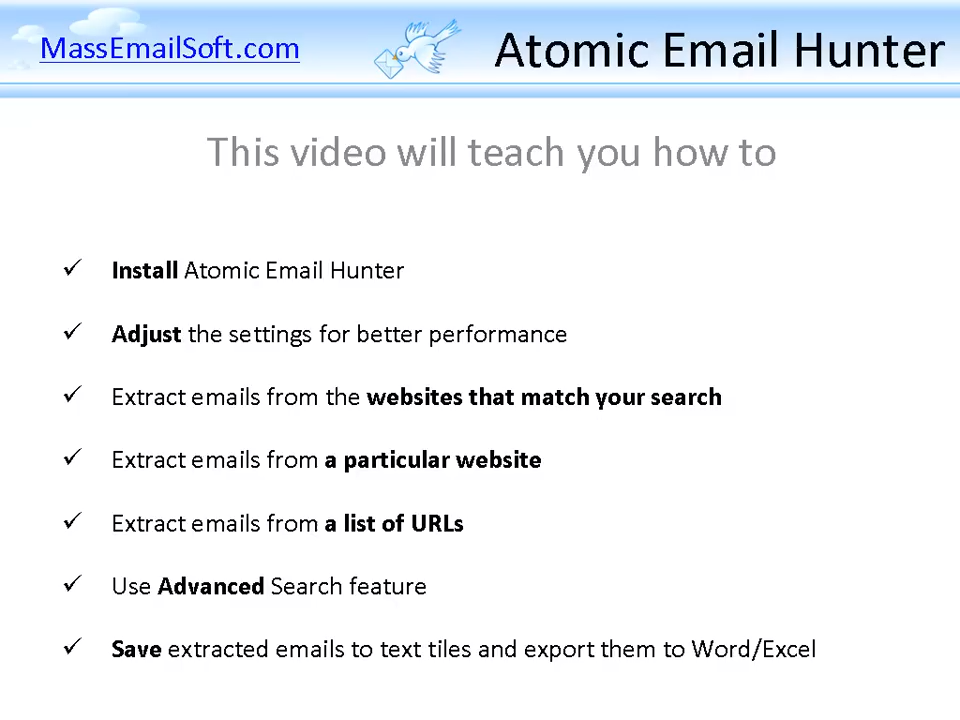 MassEmailSoft.com
Atomic Email Hunter
This video will teach you how to
✓ Install Atomic Email Hunter
✓ Adjust the settings for better performance
✓ Extract emails from the websites that match your search
✓ Extract emails from a particular website
✓ Extract emails from a list of URLs
✓ Use Advanced Search feature
✓ Save extracted emails to text tiles and export them to Word/Excel